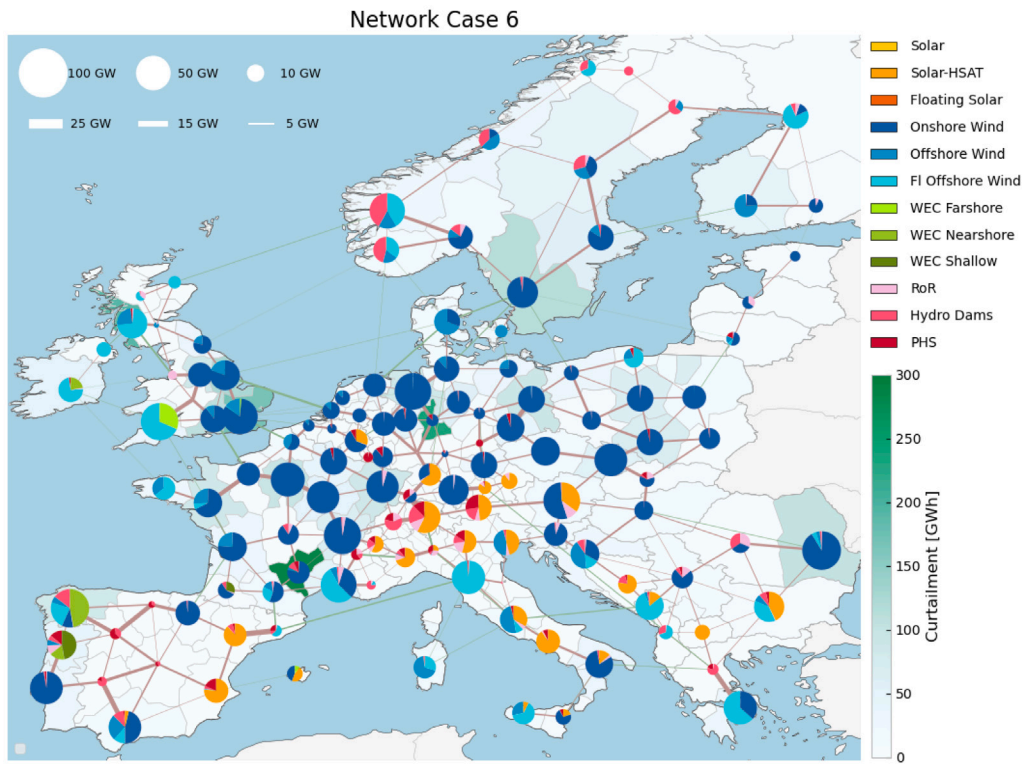 Network Case 6
100 GW 50 GW 10 GW
25 GW 15 GW 5 GW
Solar
Solar-HSAT
Floating Solar
Onshore Wind
Offshore Wind
Fl Offshore Wind
WEC Farshore
WEC Nearshore
WEC Shallow
RoR
Hydro Dams
PHS
300
250
200
150
100
50
0
Curtailment [GWh]